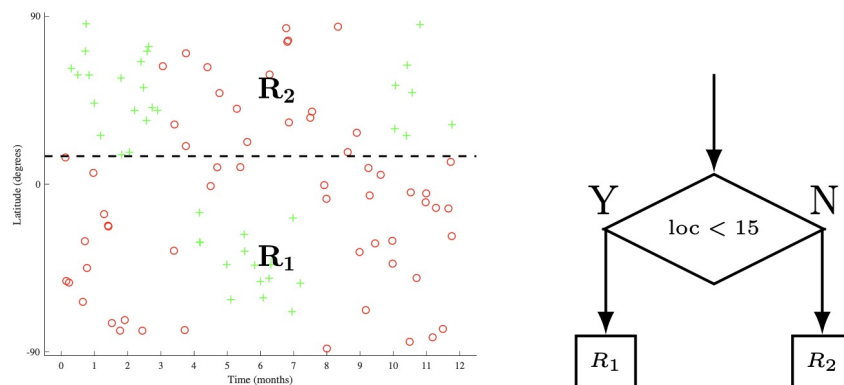 90
R₂
Latitude (degrees)
0
R₁
-90
0 1 2 3 4 5 6 7 8 9 10 11 12
Time (months)
Y
N
loc < 15
R₁
R₂